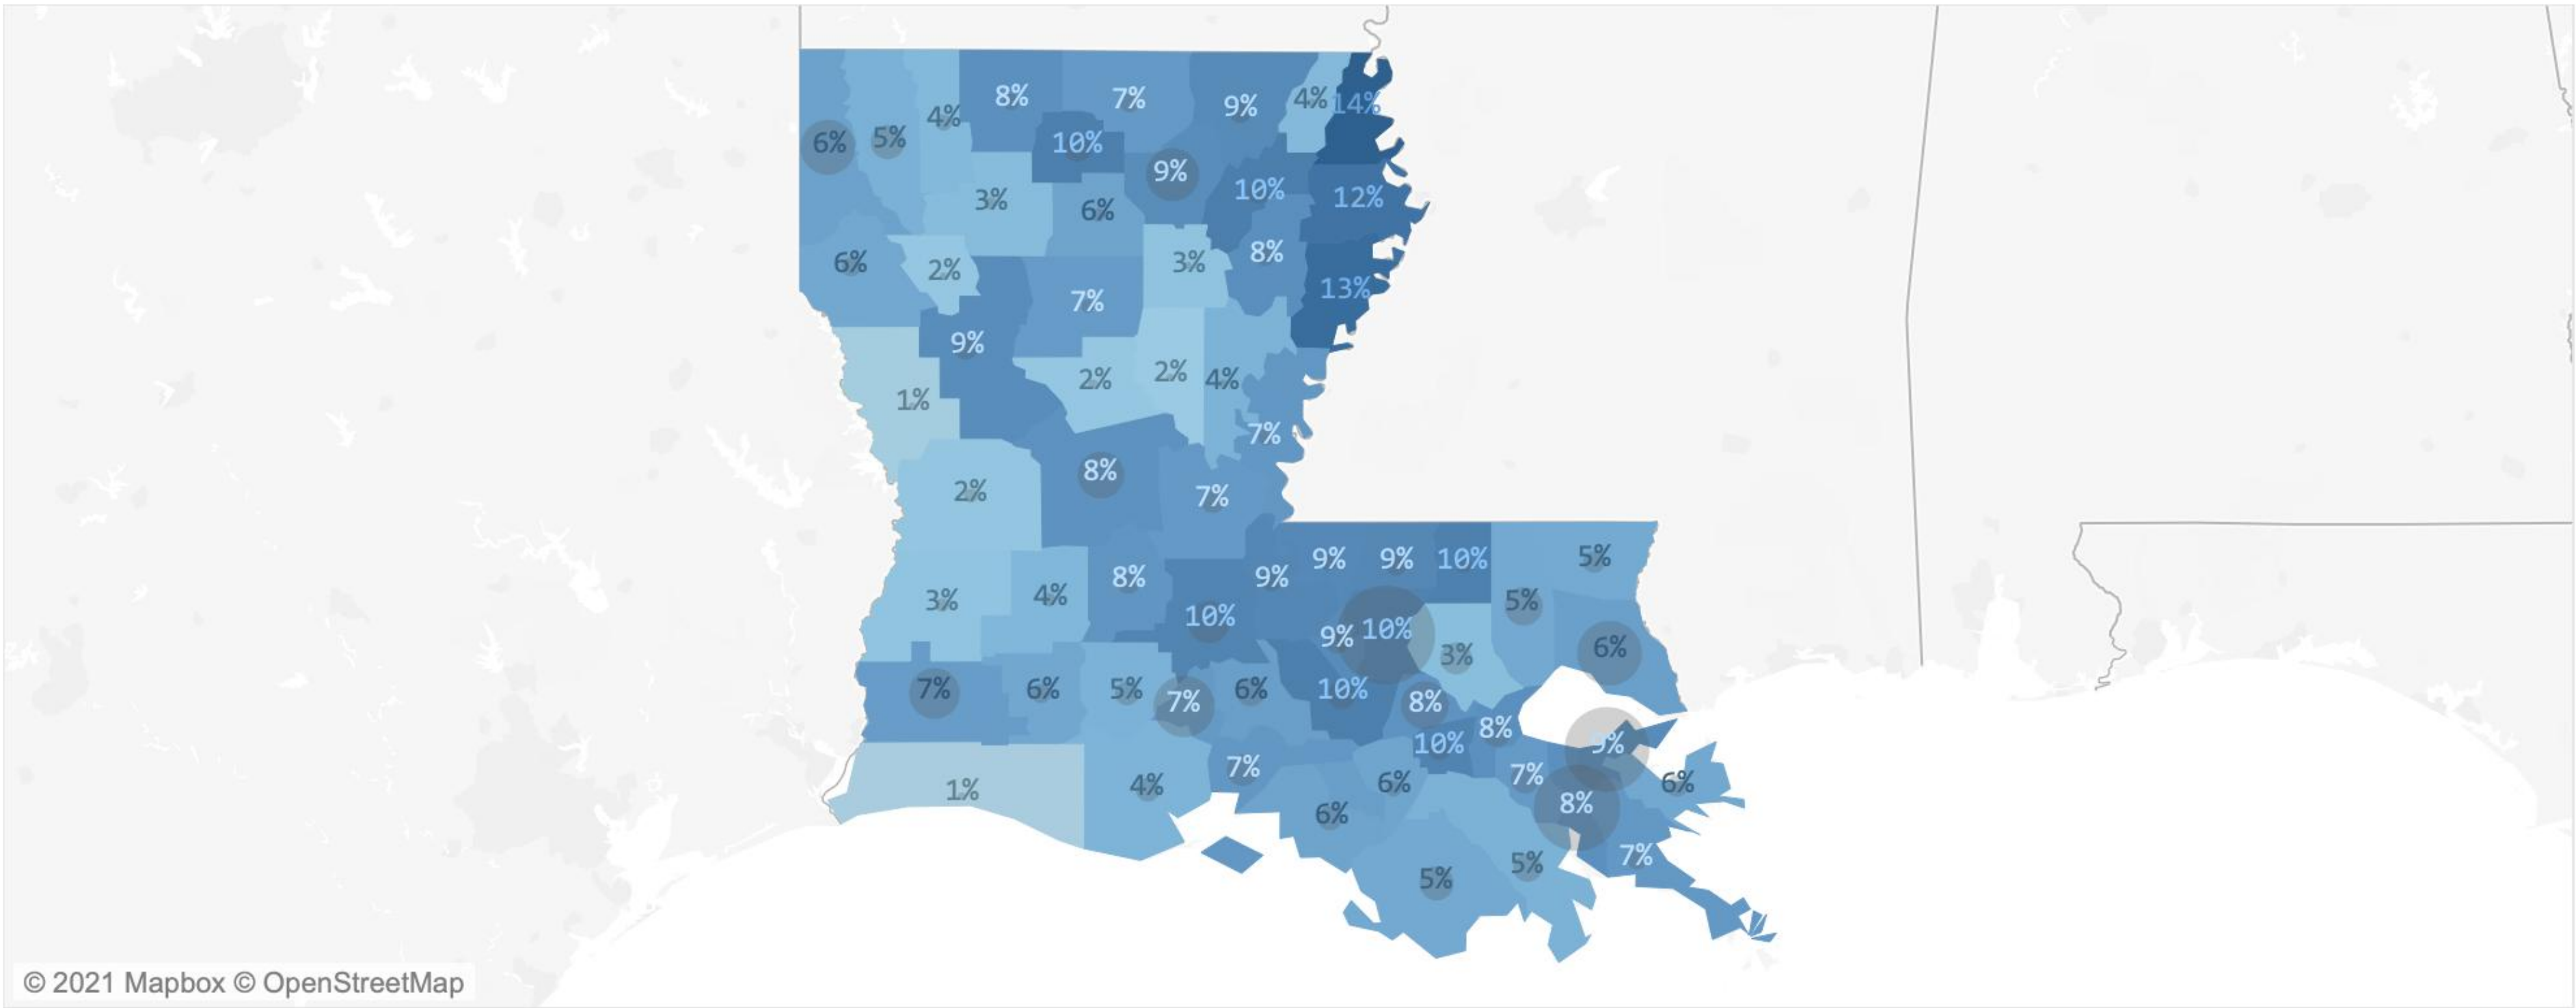 8% 7% 9% 4% 14%
4%
6% 5% 10%
9%
3% 6% 10% 12%
6% 2% 3% 8%
7% 13%
9%
1% 2% 2% 4%
7%
2% 8% 7%
9% 9% 10% 5%
3% 4% 8% 9% 5%
10% 9% 10% 3% 6%
7% 6% 5% 7% 6% 10% 8%
8%
10% 9%
1% 4% 7% 6% 7% 6%
6% 8%
5% 5% 7%
© 2021 Mapbox © OpenStreetMap